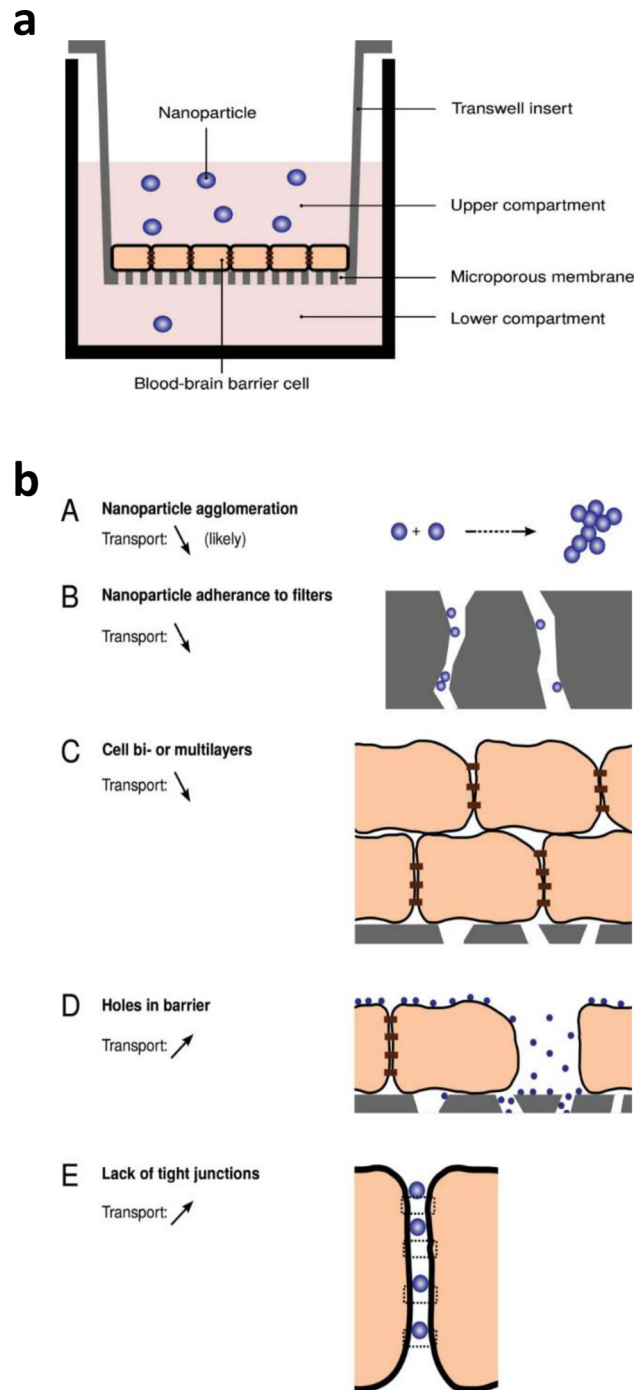 a
Nanoparticle
Transwell insert
Upper compartment
Microporous membrane
Lower compartment
Blood-brain barrier cell
b
A Nanoparticle agglomeration
Transport: (likely)
+
B Nanoparticle adherance to filters
Transport:
C Cell bi- or multilayers
Transport:
D Holes in barrier
Transport:
E Lack of tight junctions
Transport: